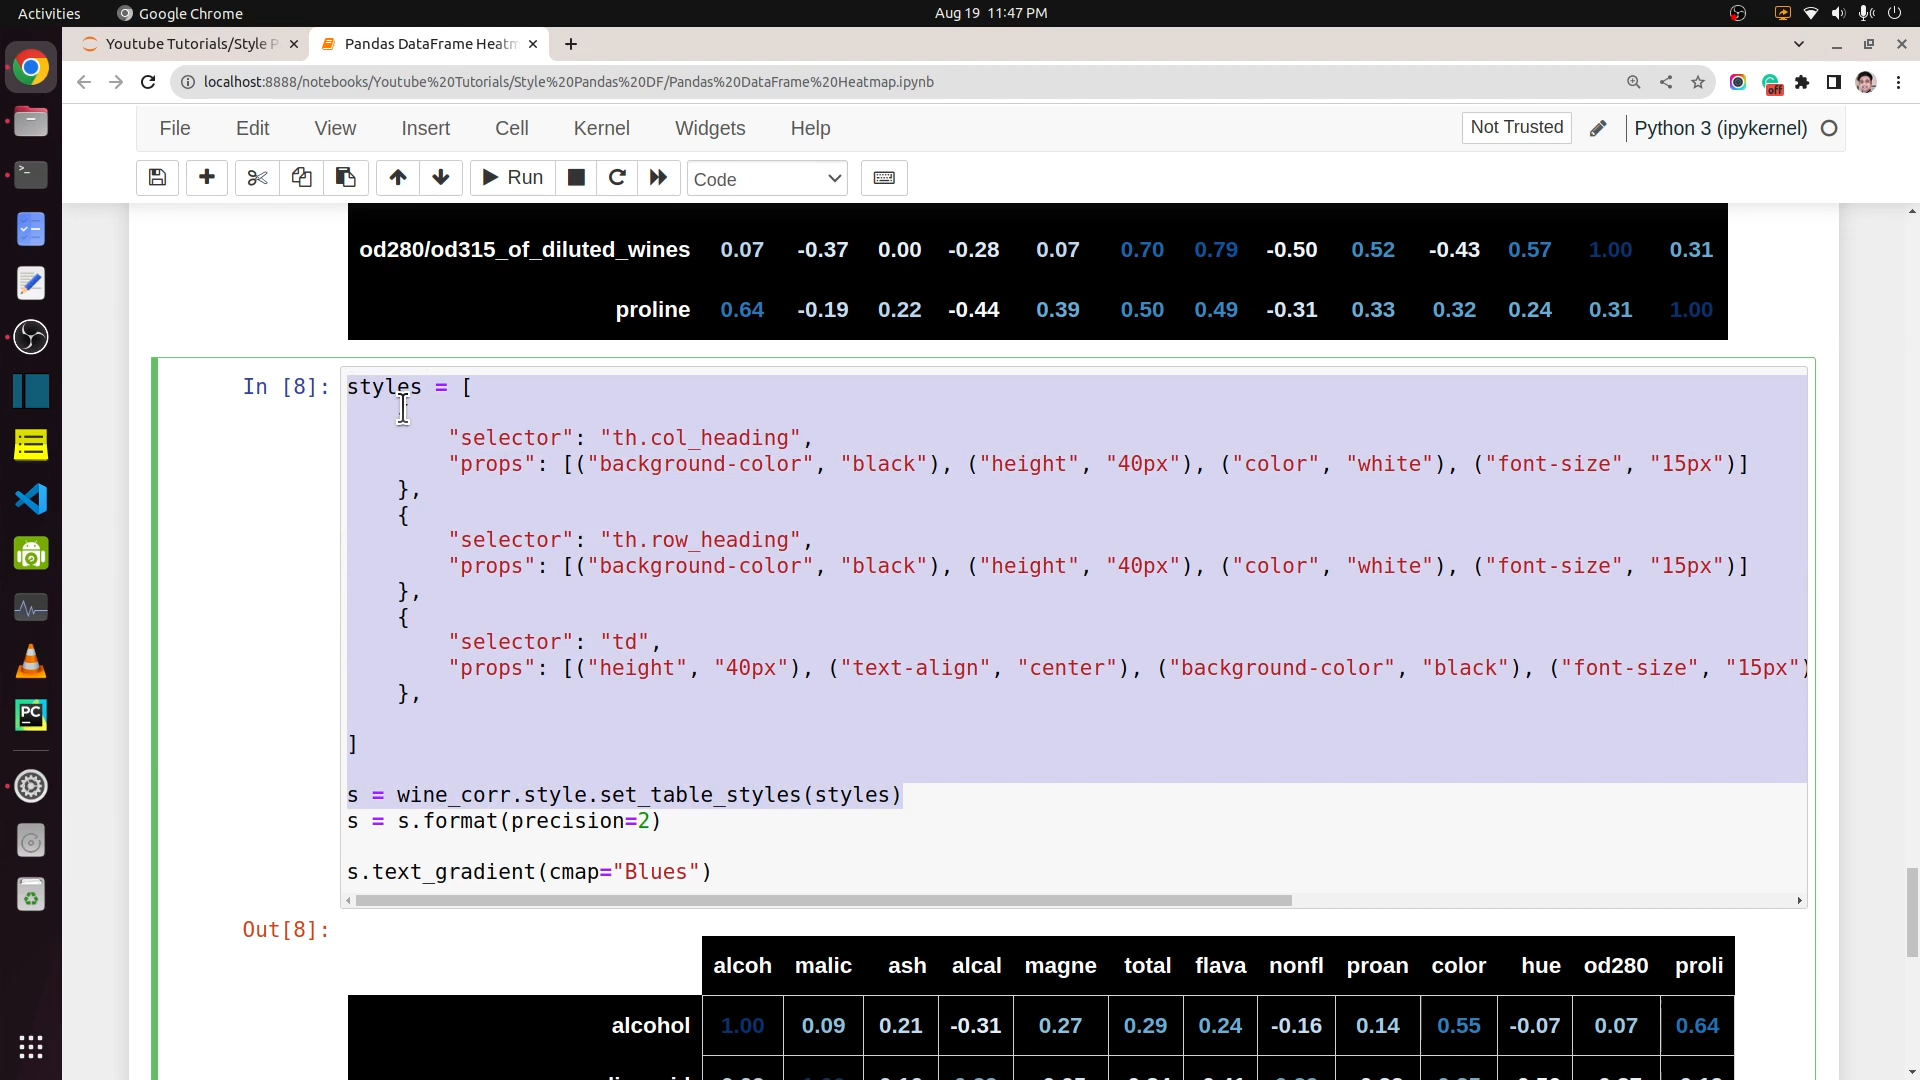 Activities Google Chrome Aug 19 11:47 PM
Youtube Tutorials/Style P Pandas DataFrame Heatm
localhost:8888/notebooks/Youtube%20Tutorials/Style%20Pandas%20DF/Pandas%20DataFrame%20Heatmap.ipynb
off
File Edit View Insert Cell Kernel Widgets Help Not Trusted Python 3 (ipykernel)
Run Code
od280/od315_of_diluted_wines 0.07 -0.37 0.00 -0.28 0.07 0.70 0.79 -0.50 0.52 -0.43 0.57 1.00 0.31
proline 0.64 -0.19 0.22 -0.44 0.39 0.50 0.49 -0.31 0.33 0.32 0.24 0.31 1.00
In [8]: styles = [
"selector": "th.col_heading",
"props": [("background-color", "black"), ("height", "40px"), ("color", "white"), ("font-size", "15px")]
},
{
"selector": "th.row_heading",
"props": [("background-color", "black"), ("height", "40px"), ("color", "white"), ("font-size", "15px")]
},
{
"selector": "td",
"props": [("height", "40px"), ("text-align", "center"), ("background-color", "black"), ("font-size", "15px")
},
]
s = wine_corr.style.set_table_styles(styles)
s = s.format(precision=2)
s.text_gradient(cmap="Blues")
Out[8]:
alcoh malic ash alcal magne total flava nonfl proan color hue od280 proli
alcohol 1.00 0.09 0.21 -0.31 0.27 0.29 0.24 -0.16 0.14 0.55 -0.07 0.07 0.64
PC